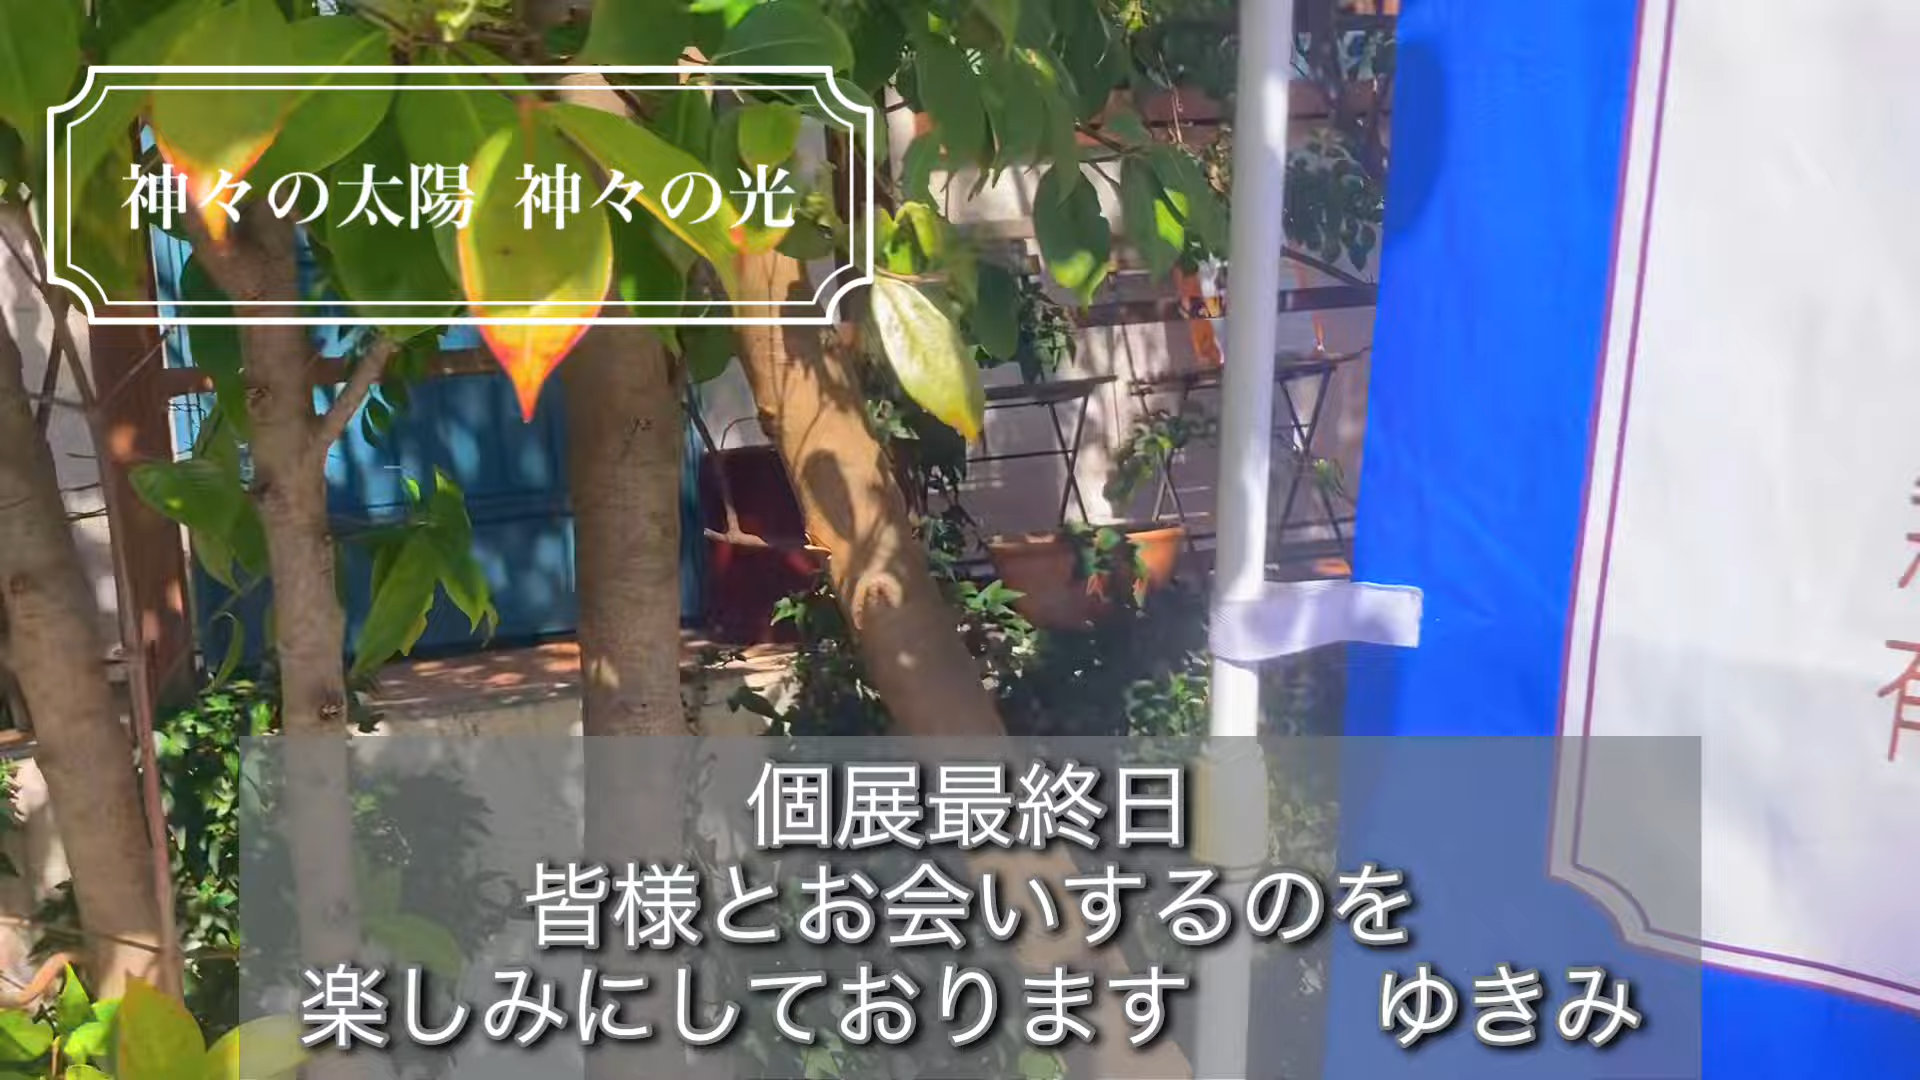 神々の太陽 神々の光
個展最終日
皆様とお会いするのを
楽しみにしております ゆきみ